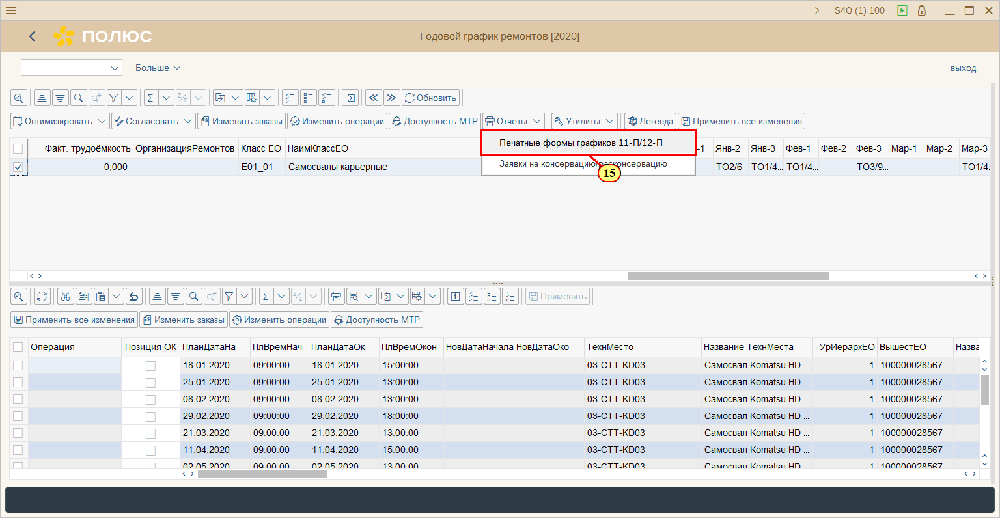 S4Q (1) 100
ПОЛЮС
Годовой график ремонтов [2020]
Больше
выход
Обновить
Оптимизировать Согласовать Изменить заказы Изменить операции Доступность МТР Отчеты Утилиты Легенда Применить все изменения
Печатные формы графиков 11-П/12-П
Заявки на консервацию/расконсервацию
15
Факт. трудоёмкость ОрганизацияРемонтов Класс ЕО НаимКлассЕО -1 Янв-2 Янв-3 Фев-1 Фев-2 Фев-3 Мар-1 Мар-2 Мар-3
0,000 E01_01 Самосвалы карьерные ТО2/6... ТО1/4... ТО1/4... ТО3/9... ТО1/4.
Применить
Применить все изменения Изменить заказы Изменить операции Доступность МТР
Операция Позиция ОК ПланДатаНа ПлВремНач ПланДатаОк ПлВремОкон НовДатаНачала НовДатаОко ТехнМесто Название ТехнМеста УрИерархЕО ВышестЕО Назва
18.01.2020 09:00:00 18.01.2020 15:00:00 03-СТТ-KD03 Самосвал Komatsu HD ... 1 100000028567
25.01.2020 09:00:00 25.01.2020 13:00:00 03-СТТ-KD03 Самосвал Komatsu HD ... 1 100000028567
08.02.2020 09:00:00 08.02.2020 13:00:00 03-СТТ-KD03 Самосвал Komatsu HD ... 1 100000028567
29.02.2020 09:00:00 29.02.2020 18:00:00 03-СТТ-KD03 Самосвал Komatsu HD ... 1 100000028567
21.03.2020 09:00:00 21.03.2020 13:00:00 03-СТТ-KD03 Самосвал Komatsu HD ... 1 100000028567
11.04.2020 09:00:00 11.04.2020 15:00:00 03-СТТ-KD03 Самосвал Komatsu HD ... 1 100000028567
02.05.2020 09:00:00 02.05.2020 13:00:00 03-СТТ-KD03 Самосвал Komatsu HD ... 1 100000028567